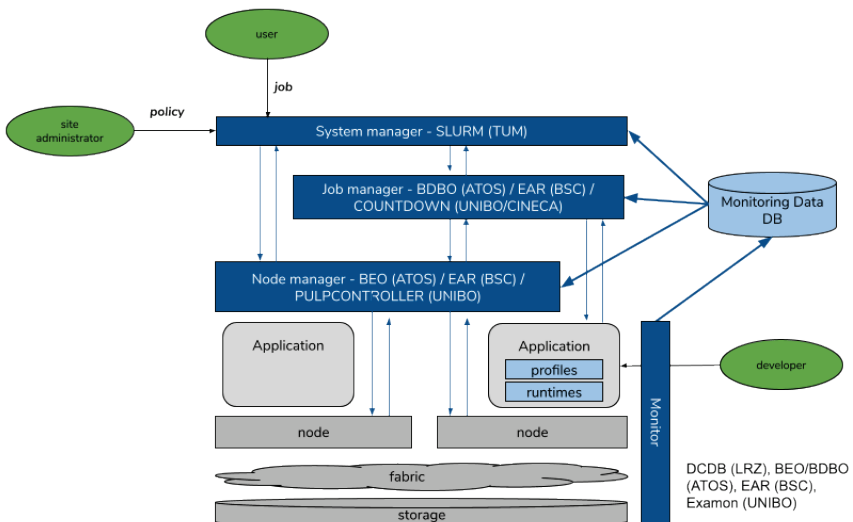 user
job
policy
site
administrator
System manager - SLURM (TUM)
Job manager - BDBO (ATOS) / EAR (BSC) /
COUNTDOWN (UNIBO/CINECA)
Monitoring Data
DB
Node manager - BEO (ATOS) / EAR (BSC) /
PULPCONTROLLER (UNIBO)
Application
Application
profiles
runtimes
developer
Monitor
node
node
fabric
storage
DCDB (LRZ), BEO/BDBO
(ATOS), EAR (BSC),
Examon (UNIBO)